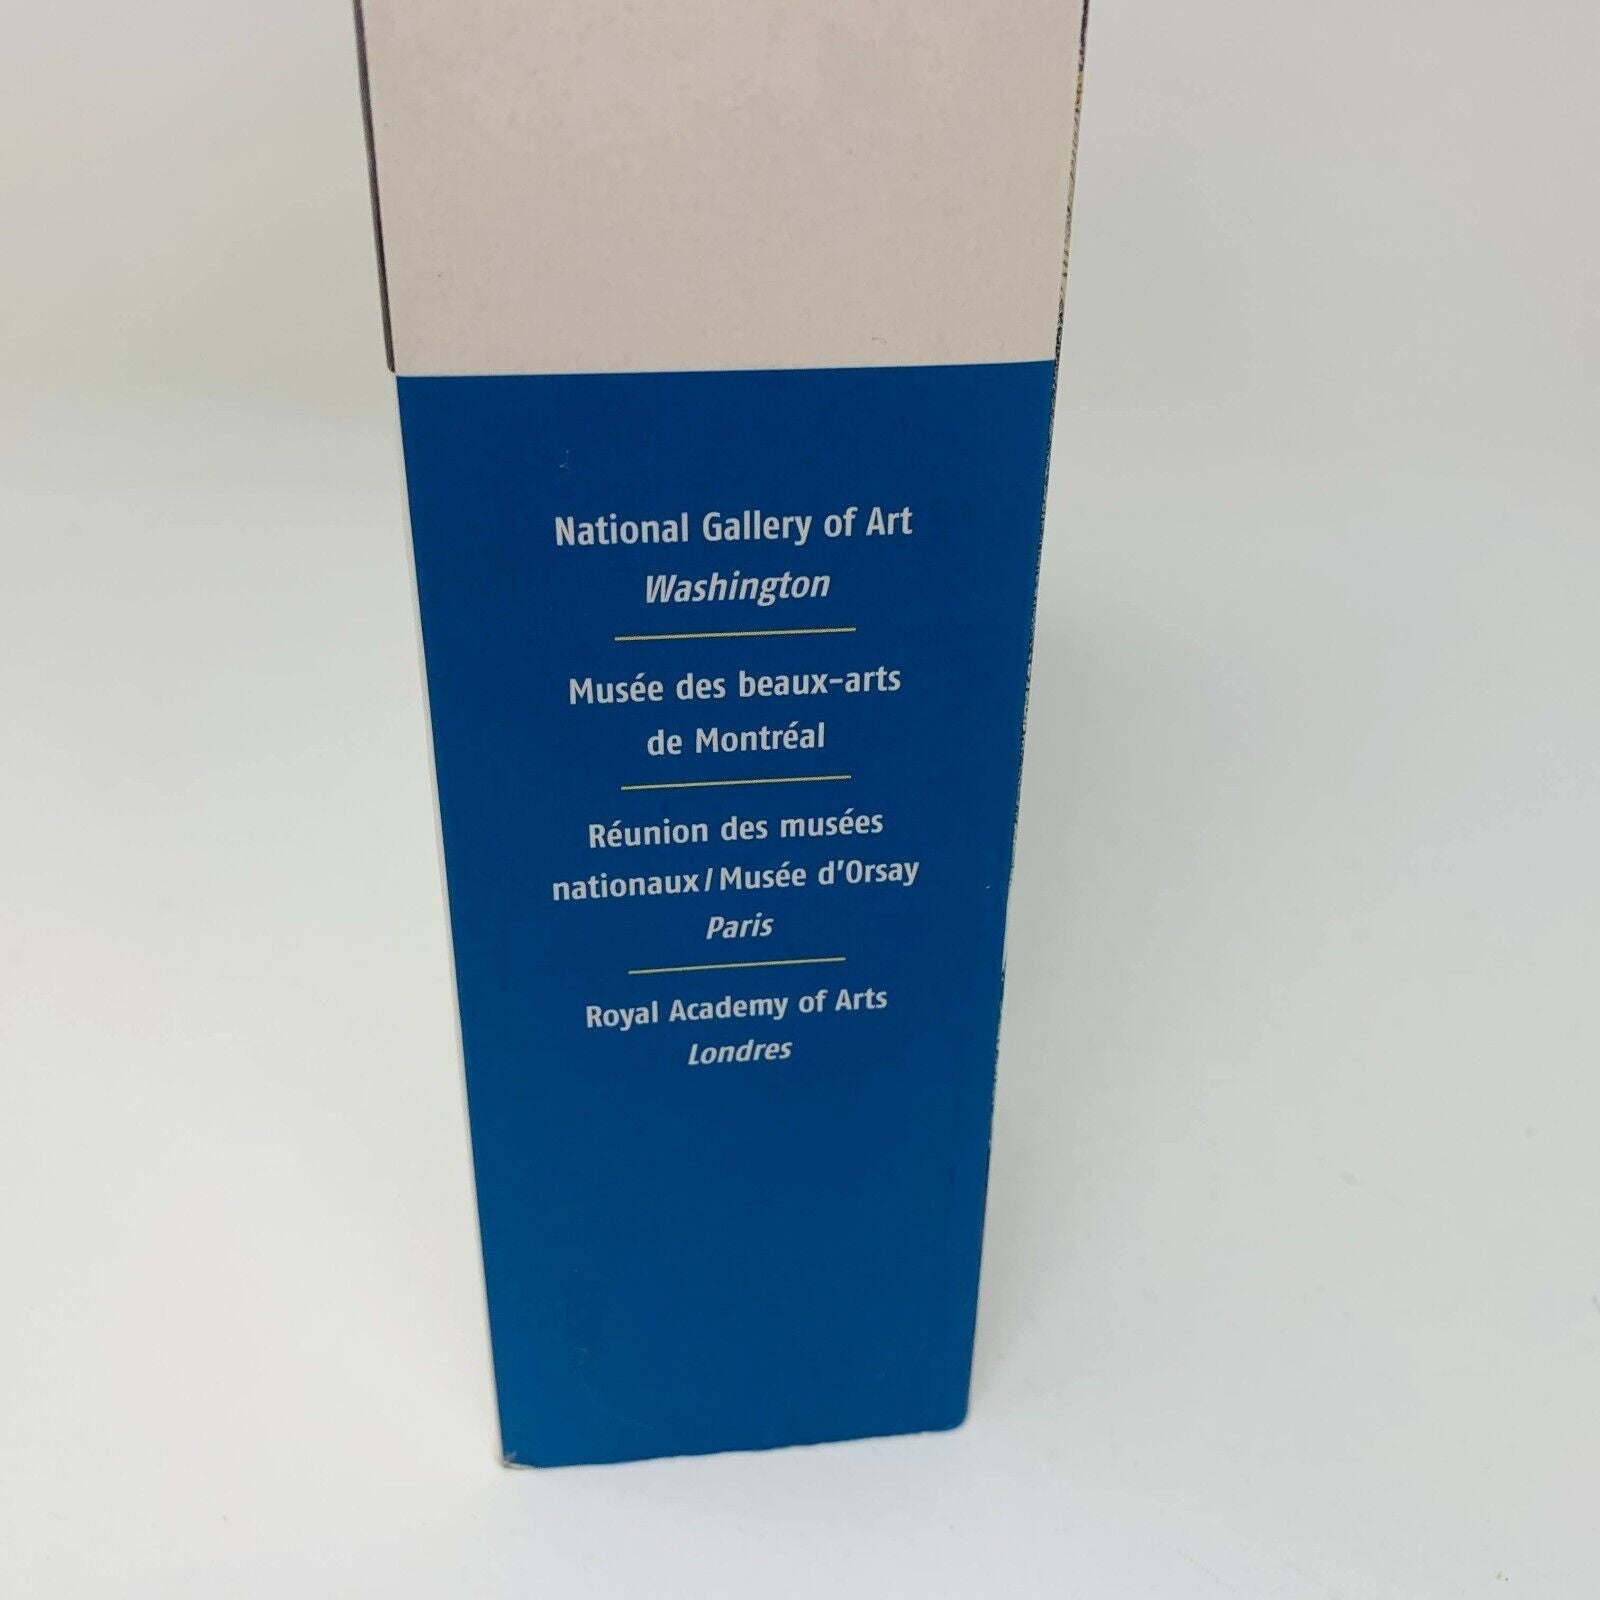 National Gallery of Art
Washington
Musée des beaux-arts
de Montréal
Réunion des musées
nationaux/Musée d'Orsay
Paris
Royal Academy of Arts
Londres